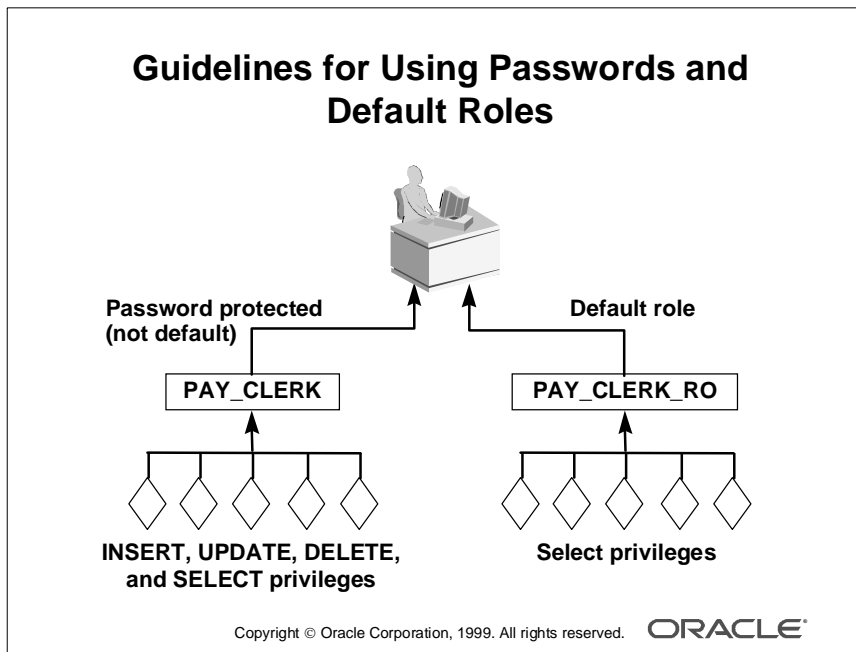 Guidelines for Using Passwords and
Default Roles
Password protected
(not default)
Default role
PAY_CLERK
PAY_CLERK_RO
INSERT, UPDATE, DELETE,
and SELECT privileges
Select privileges
Copyright © Oracle Corporation, 1999. All rights reserved.
ORACLE®